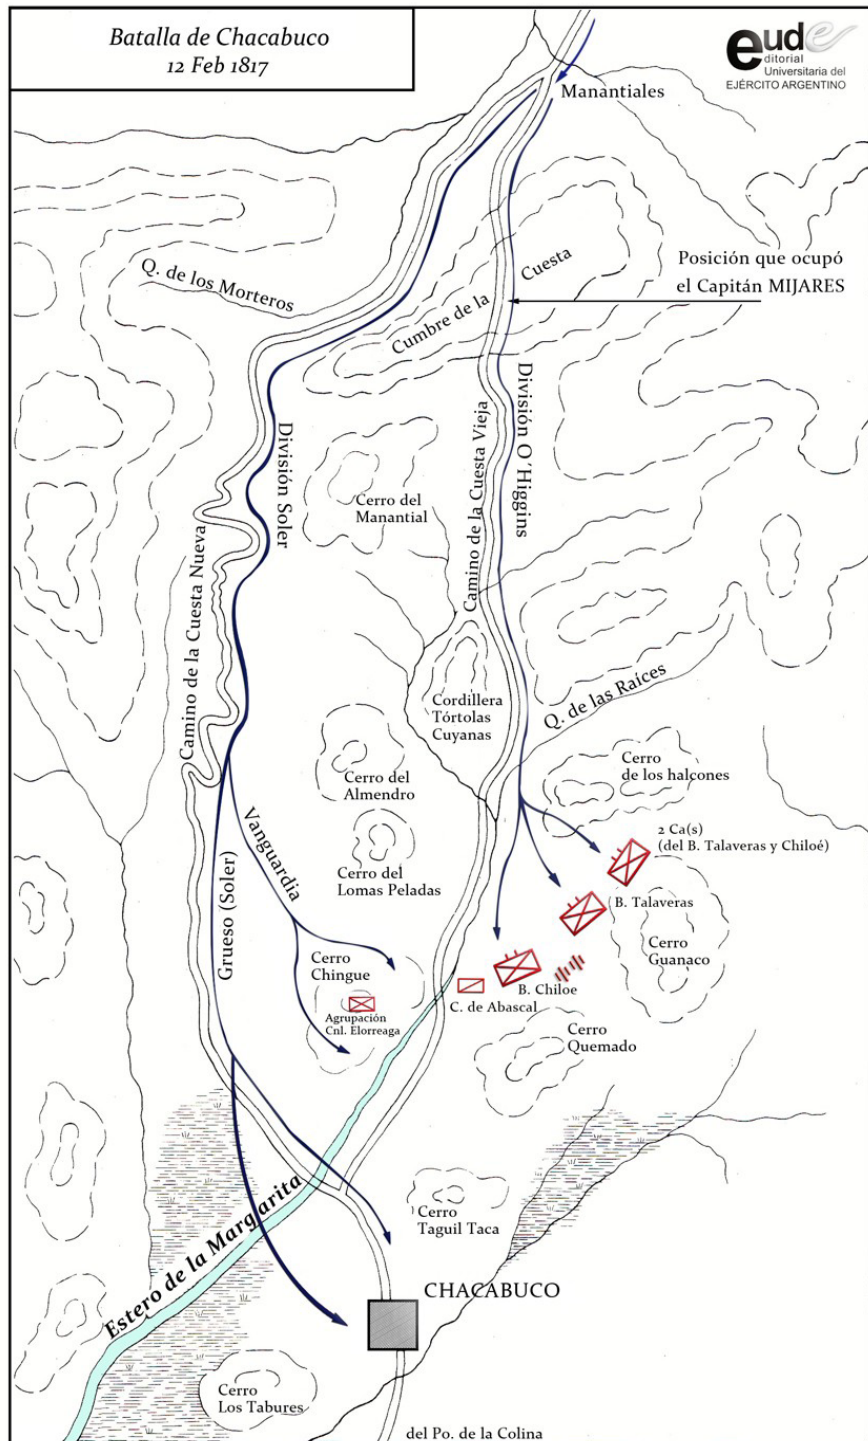 Batalla de Chacabuco
12 Feb 1817
eude
ditorial
Universitaria del
EJÉRCITO ARGENTINO
Manantiales
Q. de los Morteros
Cumbre de la Cuesta
Posición que ocupó
el Capitán MIJARES
División Soler
Camino de la Cuesta Vieja
División O'Higgins
Cerro del
Manantial
Camino de la Cuesta Nueva
Cordillera
Tórtolas
Cuyanas
Q. de las Raíces
Cerro del
Almendro
Cerro
de los halcones
Vanguardia
Cerro del
Lomas Peladas
2 Ca(s)
(del B. Talaveras y Chiloé)
B. Talaveras
Grueso (Soler)
Cerro
Guanaco
Cerro
Chingue
Agrupación
Cnl. Elorreaga
B. Chiloe
C. de Abascal
Cerro
Quemado
Estero de la Margarita
Cerro
Taguil Taca
CHACABUCO
Cerro
Los Tabures
del Po. de la Colina